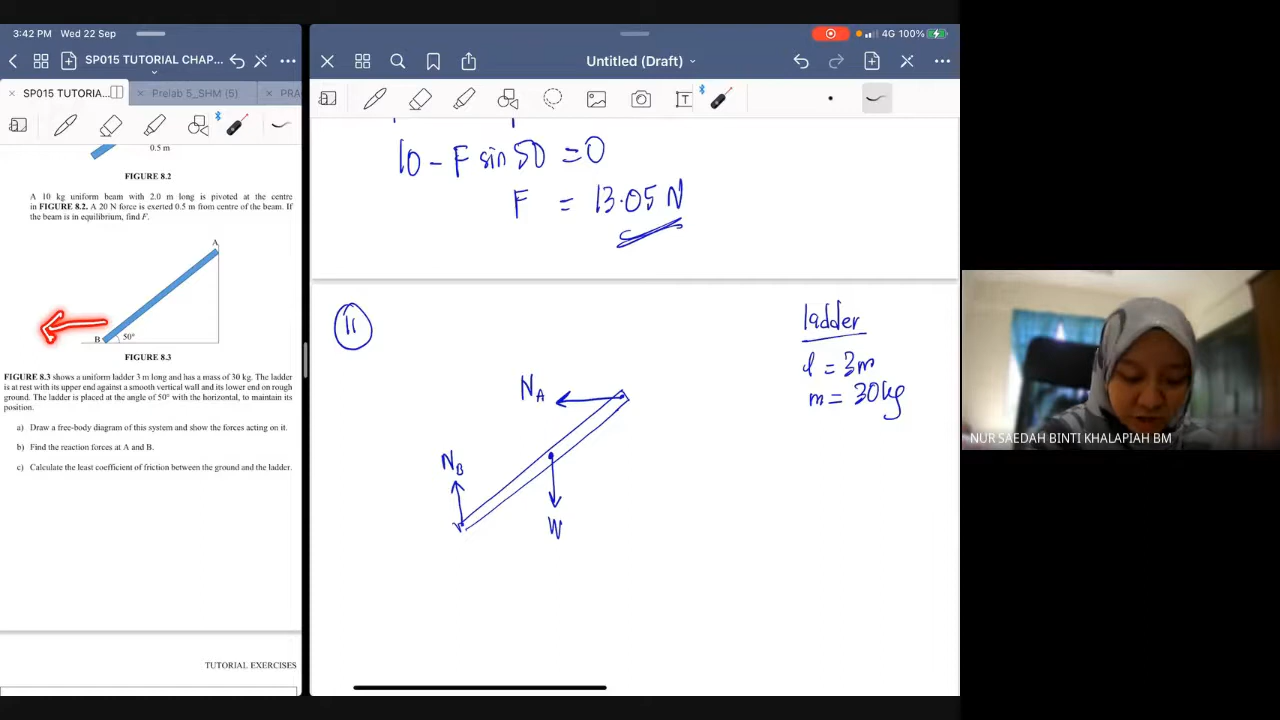 3:42 PM Wed 22 Sep
SP015 TUTORIAL CHAP...
SP015 TUTORIA...
Prelab 5_SHM (5)
PRA
0.5 m
FIGURE 8.2
A 10 kg uniform beam with 2.0 m long is pivoted at the centre
in FIGURE 8.2. A 20 N force is exerted 0.5 m from centre of the beam. If
the beam is in equilibrium, find F.
A
B
50°
FIGURE 8.3
FIGURE 8.3 shows a uniform ladder 3 m long and has a mass of 30 kg. The ladder
is at rest with its upper end against a smooth vertical wall and its lower end on rough
ground. The ladder is placed at the angle of 50° with the horizontal, to maintain its
position.
a) Draw a free-body diagram of this system and show the forces acting on it.
b) Find the reaction forces at A and B.
c) Calculate the least coefficient of friction between the ground and the ladder.
TUTORIAL EXERCISES
4G 100%
Untitled (Draft)
10 - F sin 50 = 0
F = 13.05 N
11
ladder
l = 3m
m = 30kg
N_A
N_B
W
NUR SAEDAH BINTI KHALAPIAH BM